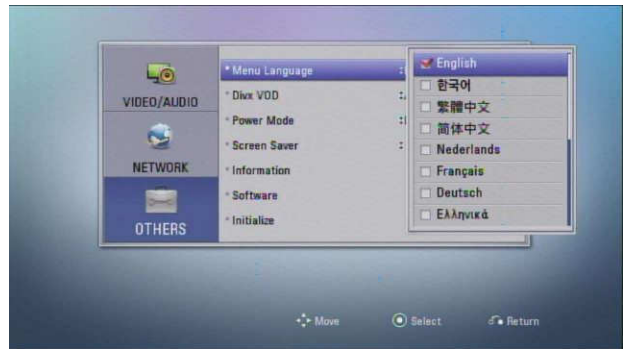 VIDEO/AUDIO
NETWORK
OTHERS
* Menu Language :
* Divx VOD :
* Power Mode :
* Screen Saver :
* Information
* Software
* Initialize
English
한국어
繁體中文
简体中文
Nederlands
Français
Deutsch
Ελληνικά
Move
Select
Return